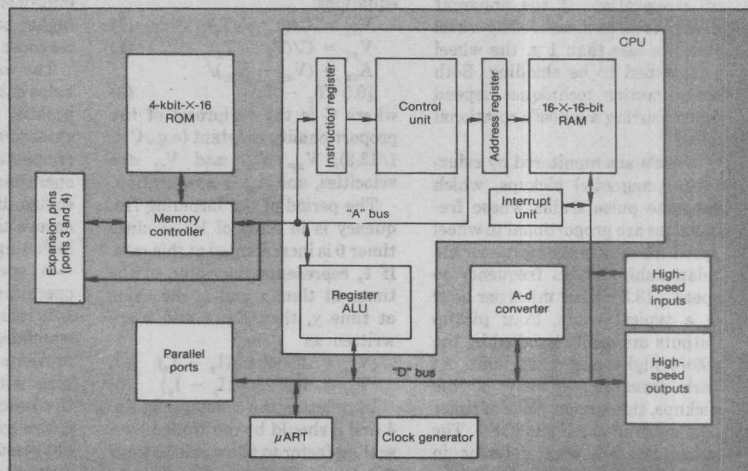 CPU
4-kbit-X-16
ROM
Instruction register
Control
unit
Address register
16-X-16-bit
RAM
Expansion pins
(ports 3 and 4)
Memory
controller
"A" bus
Interrupt
unit
Register
ALU
A-d
converter
High-
speed
inputs
Parallel
ports
"D" bus
High-
speed
outputs
µART
Clock generator